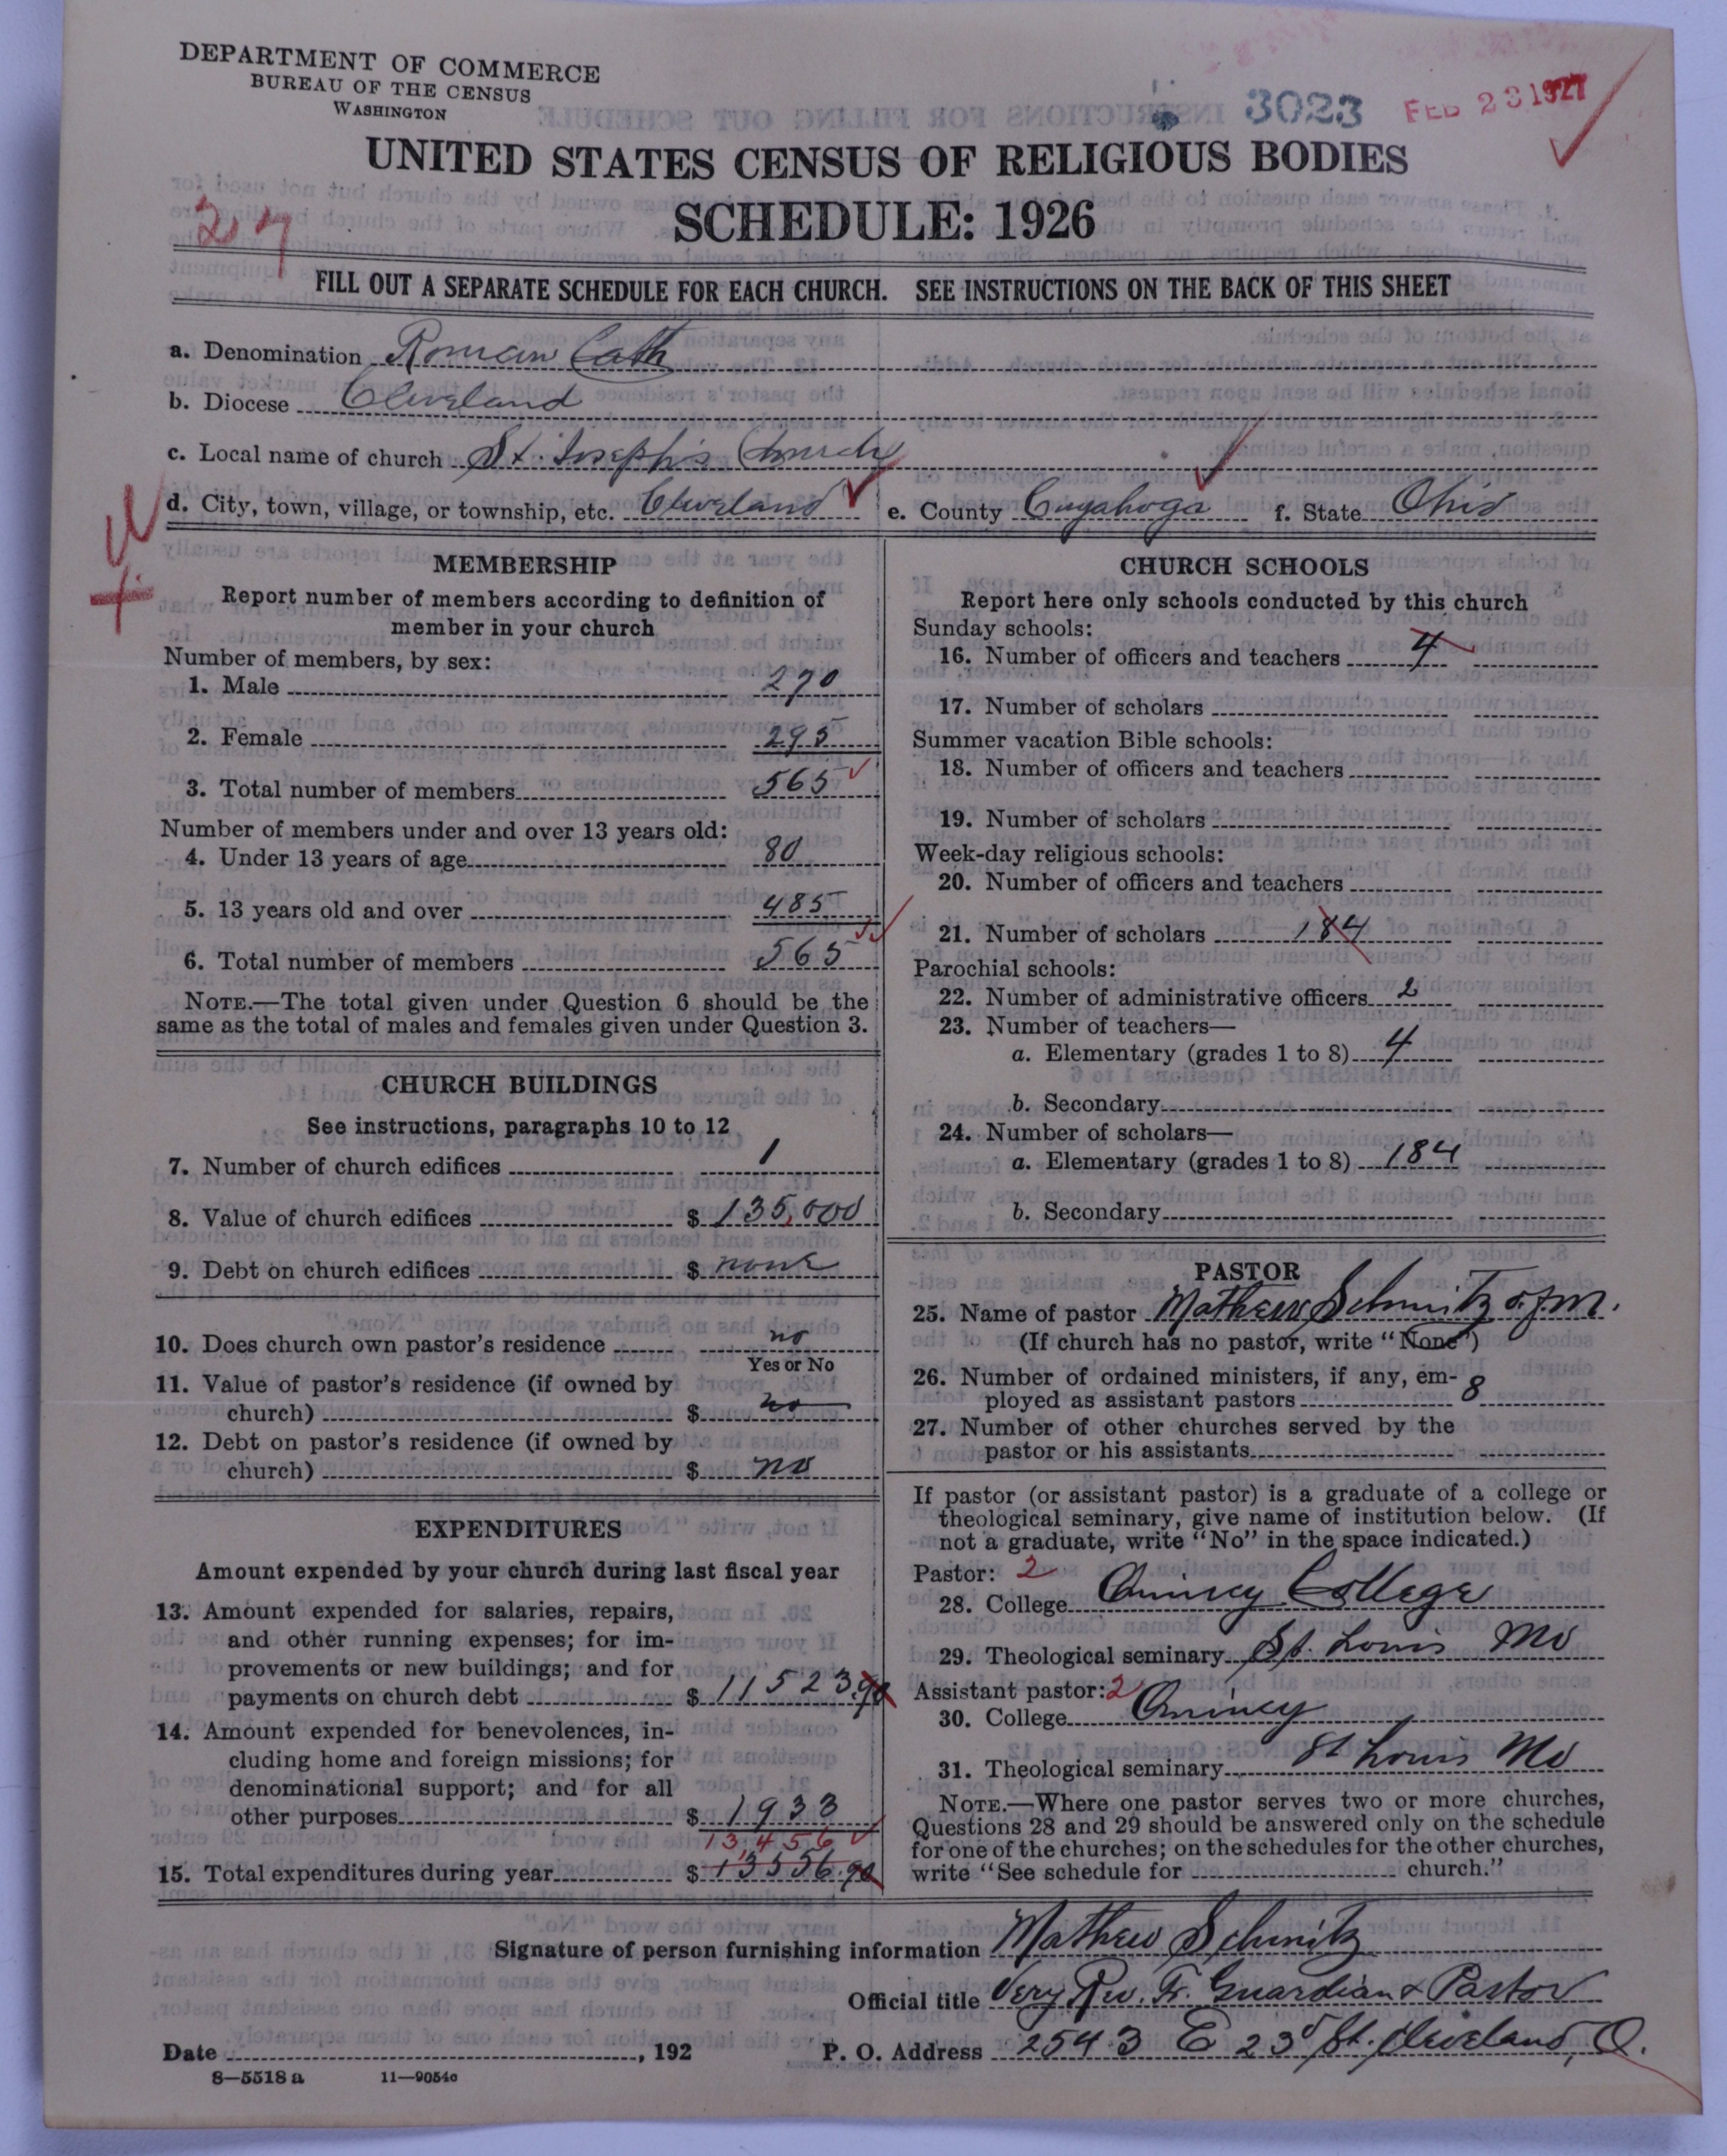 DEPARTMENT OF COMMERCE
BUREAU OF THE CENSUS
WASHINGTON
3023 FEB 23 1927
UNITED STATES CENSUS OF RELIGIOUS BODIES
SCHEDULE: 1926
27
FILL OUT A SEPARATE SCHEDULE FOR EACH CHURCH. SEE INSTRUCTIONS ON THE BACK OF THIS SHEET
a. Denomination Roman Cath
b. Diocese Cleveland
c. Local name of church St. Joseph's Church
d. City, town, village, or township, etc. Cleveland e. County Cuyahoga f. State Ohio
MEMBERSHIP
Report number of members according to definition of
member in your church
Number of members, by sex:
1. Male 270
2. Female 295
3. Total number of members 565
Number of members under and over 13 years old:
4. Under 13 years of age 80
5. 13 years old and over 485
6. Total number of members 565
NOTE.—The total given under Question 6 should be the
same as the total of males and females given under Question 3.
CHURCH BUILDINGS
See instructions, paragraphs 10 to 12
7. Number of church edifices 1
8. Value of church edifices $ 135,000
9. Debt on church edifices $ none
10. Does church own pastor's residence no
Yes or No
11. Value of pastor's residence (if owned by
church) $ no
12. Debt on pastor's residence (if owned by
church) $ no
EXPENDITURES
Amount expended by your church during last fiscal year
13. Amount expended for salaries, repairs,
and other running expenses; for im-
provements or new buildings; and for
payments on church debt $ 11523.90
14. Amount expended for benevolences, in-
cluding home and foreign missions; for
denominational support; and for all
other purposes $ 1933
13456
15. Total expenditures during year $ 13556.90
CHURCH SCHOOLS
Report here only schools conducted by this church
Sunday schools:
16. Number of officers and teachers 4
17. Number of scholars
Summer vacation Bible schools:
18. Number of officers and teachers
19. Number of scholars
Week-day religious schools:
20. Number of officers and teachers
21. Number of scholars 184
Parochial schools:
22. Number of administrative officers 2
23. Number of teachers—
a. Elementary (grades 1 to 8) 4
b. Secondary
24. Number of scholars—
a. Elementary (grades 1 to 8) 184
b. Secondary
PASTOR
25. Name of pastor Mathew Schmitz o.f.m.
(If church has no pastor, write "None")
26. Number of ordained ministers, if any, em-
ployed as assistant pastors 8
27. Number of other churches served by the
pastor or his assistants
If pastor (or assistant pastor) is a graduate of a college or
theological seminary, give name of institution below. (If
not a graduate, write "No" in the space indicated.)
Pastor: 2
28. College Quincy College
29. Theological seminary St. Louis Mo
Assistant pastor: 2
30. College Quincy
31. Theological seminary St Louis Mo
NOTE.—Where one pastor serves two or more churches,
Questions 28 and 29 should be answered only on the schedule
for one of the churches; on the schedules for the other churches,
write "See schedule for church."
Signature of person furnishing information Mathew Schmitz
Official title Very Rev. Fr. Guardian & Pastor
Date , 192 P. O. Address 2543 E 23d St. Cleveland, O.
8—5518 a 11—9054c